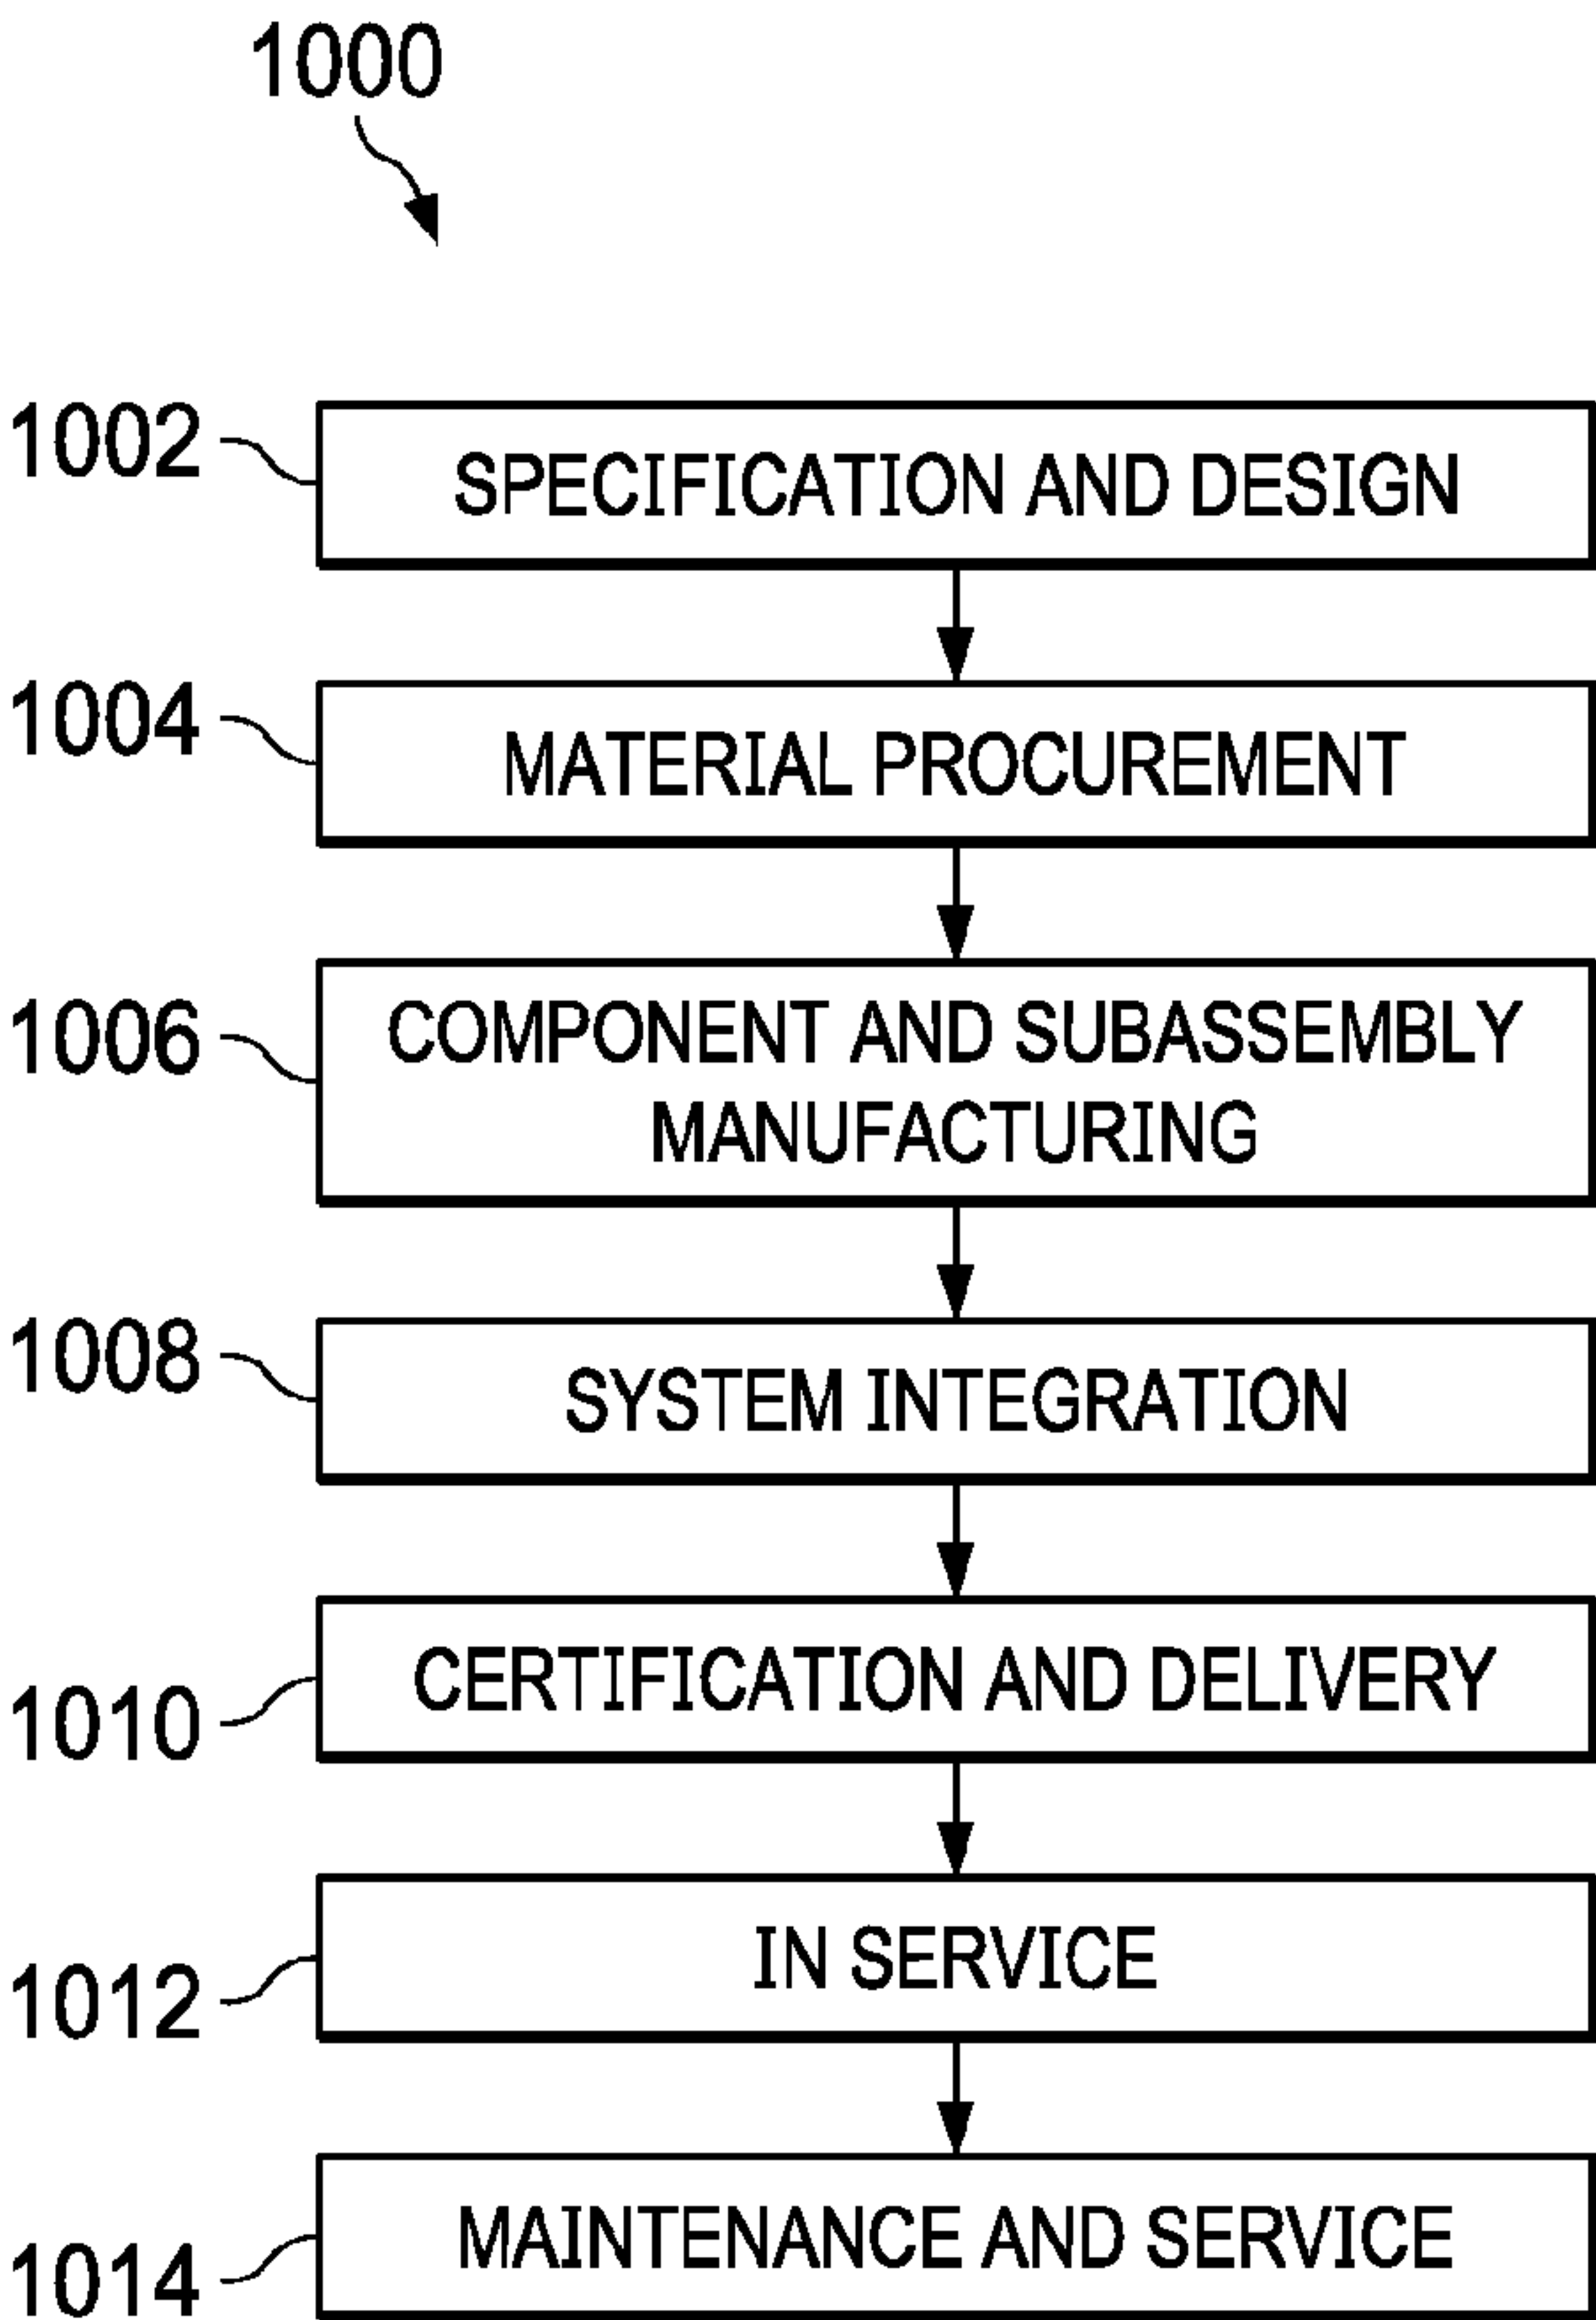 1000
1002
SPECIFICATION AND DESIGN
1004
MATERIAL PROCUREMENT
1006
COMPONENT AND SUBASSEMBLY
MANUFACTURING
1008
SYSTEM INTEGRATION
1010
CERTIFICATION AND DELIVERY
1012
IN SERVICE
1014
MAINTENANCE AND SERVICE